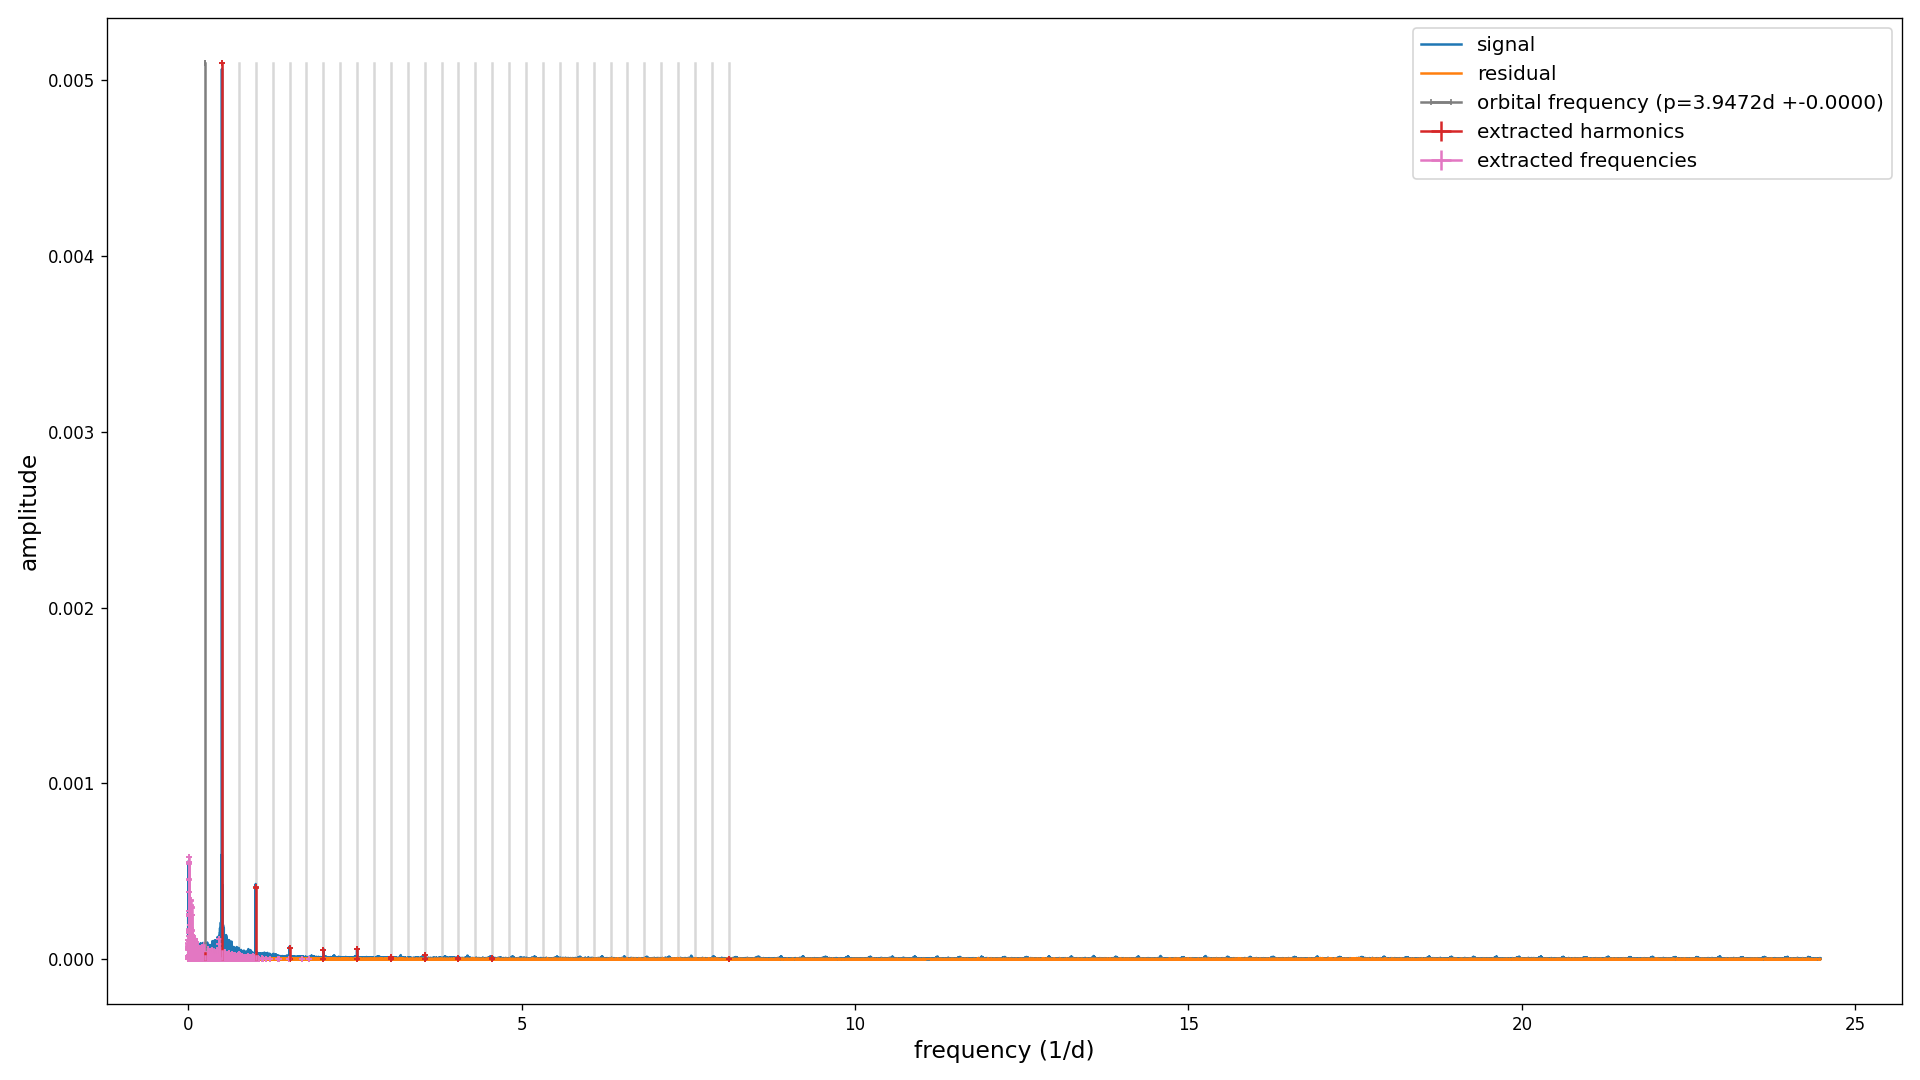 signal
residual
orbital frequency (p=3.9472d +-0.0000)
extracted harmonics
extracted frequencies
0.005
0.004
0.003
0.002
0.001
0.000
amplitude
0 5 10 15 20 25
frequency (1/d)